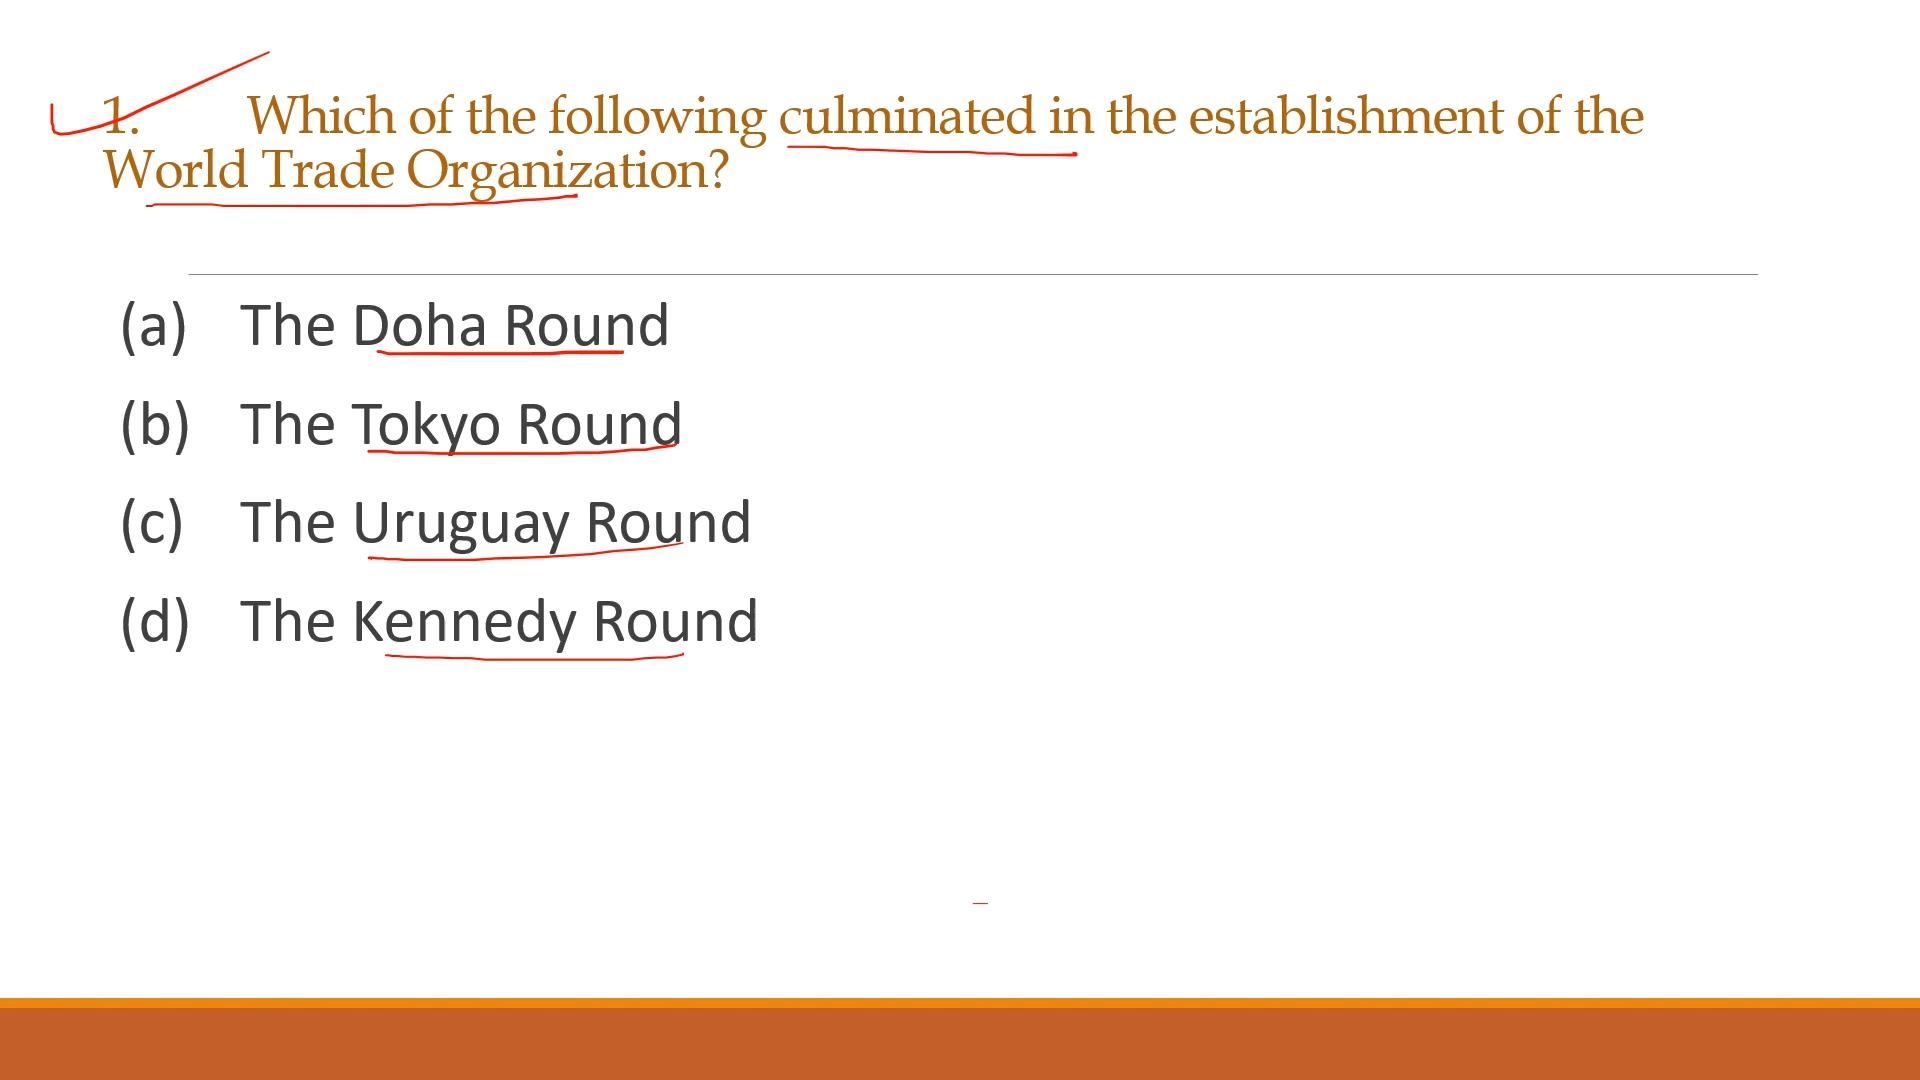 1. Which of the following culminated in the establishment of the
World Trade Organization?
(a) The Doha Round
(b) The Tokyo Round
(c) The Uruguay Round
(d) The Kennedy Round